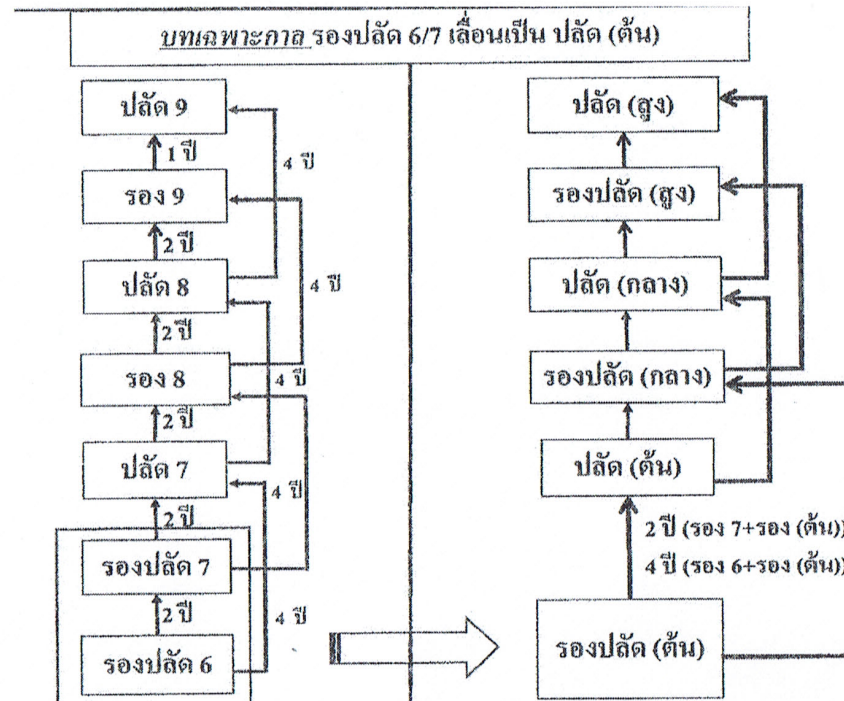 บทเฉพาะกาล รองปลัด 6/7 เลื่อนเป็น ปลัด (ต้น)
ปลัด 9
1 ปี
4 ปี
รอง 9
2 ปี
ปลัด 8
4 ปี
2 ปี
รอง 8
4 ปี
2 ปี
ปลัด 7
4 ปี
2 ปี
รองปลัด 7
2 ปี
4 ปี
รองปลัด 6
ปลัด (สูง)
รองปลัด (สูง)
ปลัด (กลาง)
รองปลัด (กลาง)
ปลัด (ต้น)
2 ปี (รอง 7+รอง (ต้น))
4 ปี (รอง 6+รอง (ต้น))
รองปลัด (ต้น)